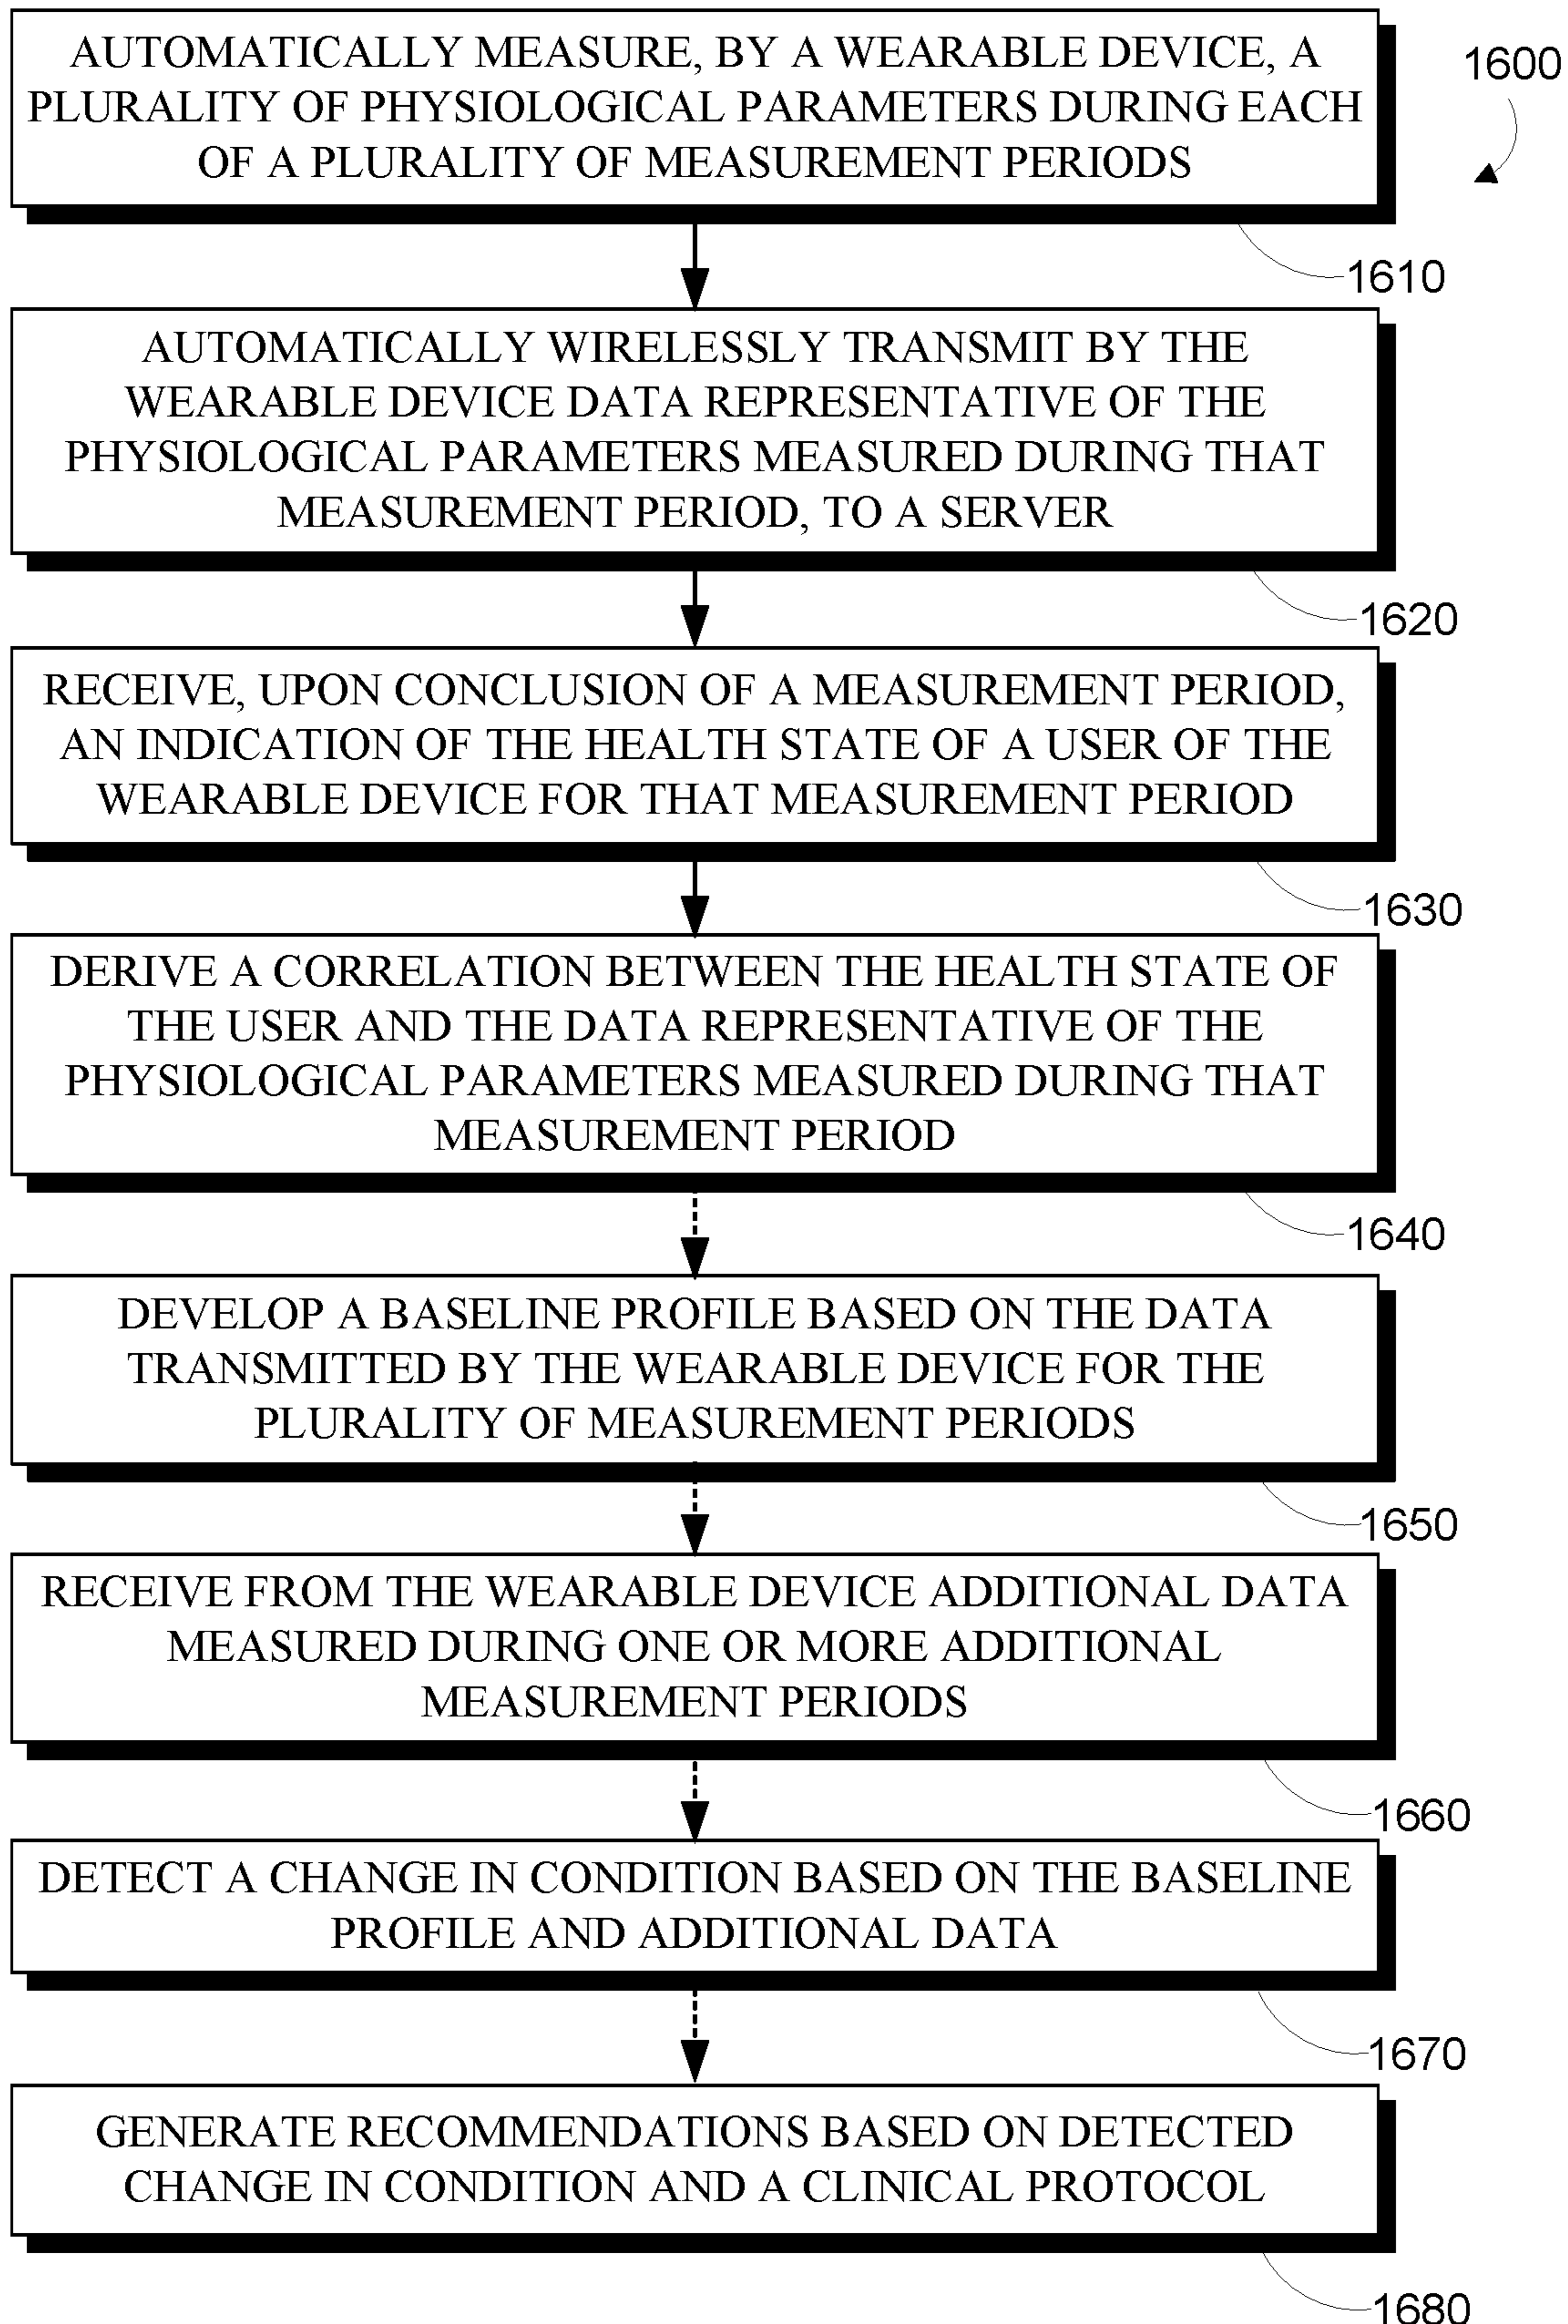 AUTOMATICALLY MEASURE, BY A WEARABLE DEVICE, A
PLURALITY OF PHYSIOLOGICAL PARAMETERS DURING EACH
OF A PLURALITY OF MEASUREMENT PERIODS
1600
1610
AUTOMATICALLY WIRELESSLY TRANSMIT BY THE
WEARABLE DEVICE DATA REPRESENTATIVE OF THE
PHYSIOLOGICAL PARAMETERS MEASURED DURING THAT
MEASUREMENT PERIOD, TO A SERVER
1620
RECEIVE, UPON CONCLUSION OF A MEASUREMENT PERIOD,
AN INDICATION OF THE HEALTH STATE OF A USER OF THE
WEARABLE DEVICE FOR THAT MEASUREMENT PERIOD
1630
DERIVE A CORRELATION BETWEEN THE HEALTH STATE OF
THE USER AND THE DATA REPRESENTATIVE OF THE
PHYSIOLOGICAL PARAMETERS MEASURED DURING THAT
MEASUREMENT PERIOD
1640
DEVELOP A BASELINE PROFILE BASED ON THE DATA
TRANSMITTED BY THE WEARABLE DEVICE FOR THE
PLURALITY OF MEASUREMENT PERIODS
1650
RECEIVE FROM THE WEARABLE DEVICE ADDITIONAL DATA
MEASURED DURING ONE OR MORE ADDITIONAL
MEASUREMENT PERIODS
1660
DETECT A CHANGE IN CONDITION BASED ON THE BASELINE
PROFILE AND ADDITIONAL DATA
1670
GENERATE RECOMMENDATIONS BASED ON DETECTED
CHANGE IN CONDITION AND A CLINICAL PROTOCOL
1680